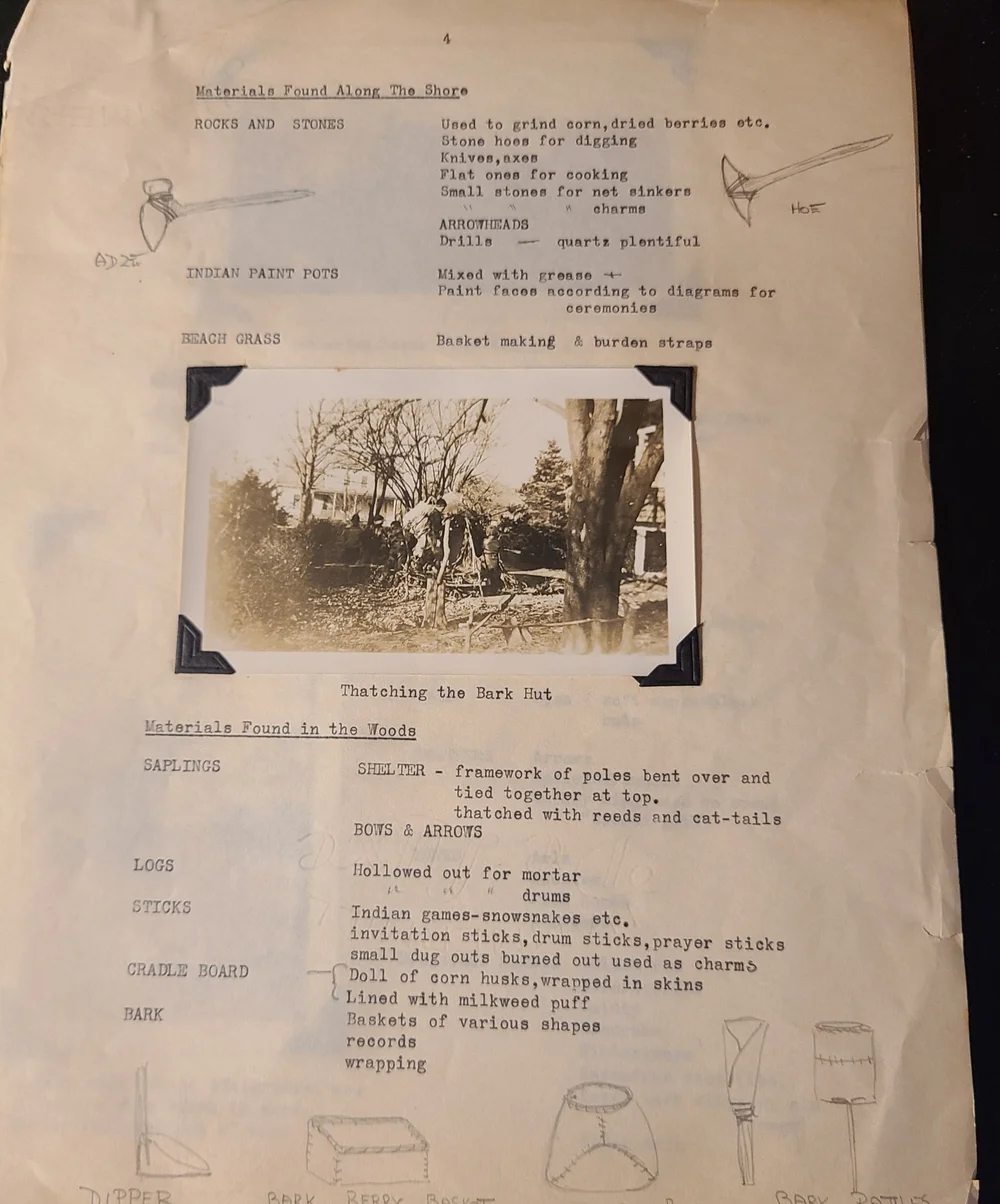 4
Materials Found Along The Shore
ROCKS AND STONES Used to grind corn,dried berries etc.
Stone hoes for digging
Knives,axes
Flat ones for cooking
Small stones for net sinkers
" " " charms
ARROWHEADS
Drills — quartz plentiful
HOE
ADZE
INDIAN PAINT POTS Mixed with grease +
Paint faces according to diagrams for
ceremonies
BEACH GRASS Basket making & burden straps
Thatching the Bark Hut
Materials Found in the Woods
SAPLINGS SHELTER - framework of poles bent over and
tied together at top.
thatched with reeds and cat-tails
BOWS & ARROWS
LOGS Hollowed out for mortar
" " " drums
STICKS Indian games-snowsnakes etc.
invitation sticks,drum sticks,prayer sticks
small dug outs burned out used as charms
CRADLE BOARD Doll of corn husks,wrapped in skins
Lined with milkweed puff
BARK Baskets of various shapes
records
wrapping
DIPPER BARK BERRY BASKET BARK RATTLES